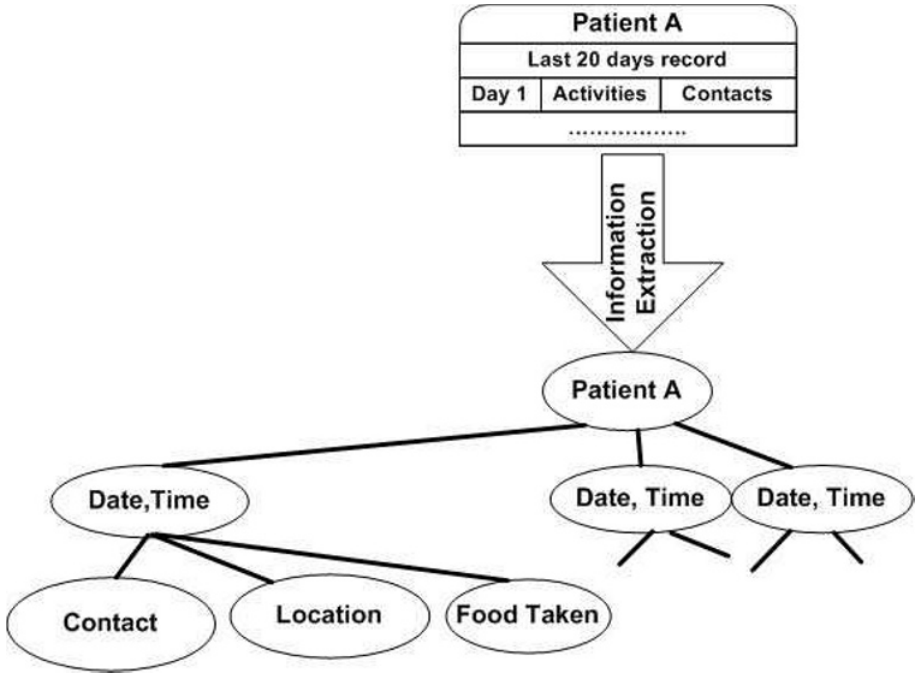 Patient A
Last 20 days record
Day 1 Activities Contacts
.................
Information
Extraction
Patient A
Date,Time Date, Time Date, Time
Contact Location Food Taken